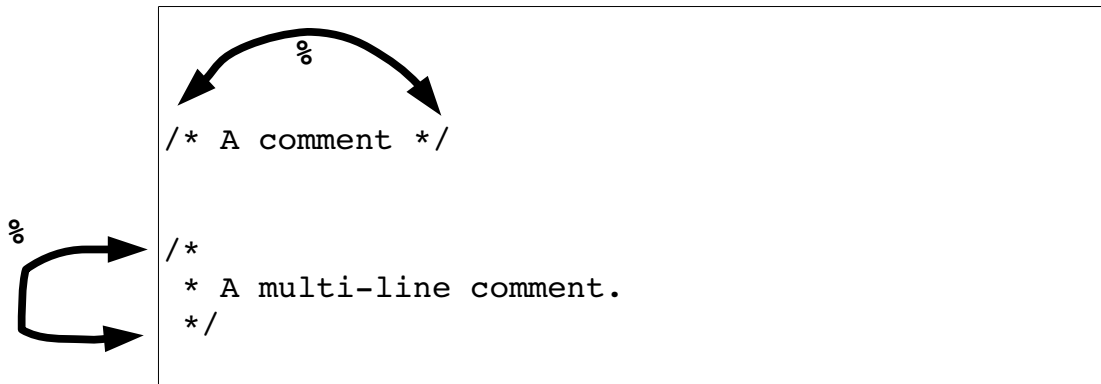 %
/* A comment */
%
/*
 * A multi-line comment.
 */